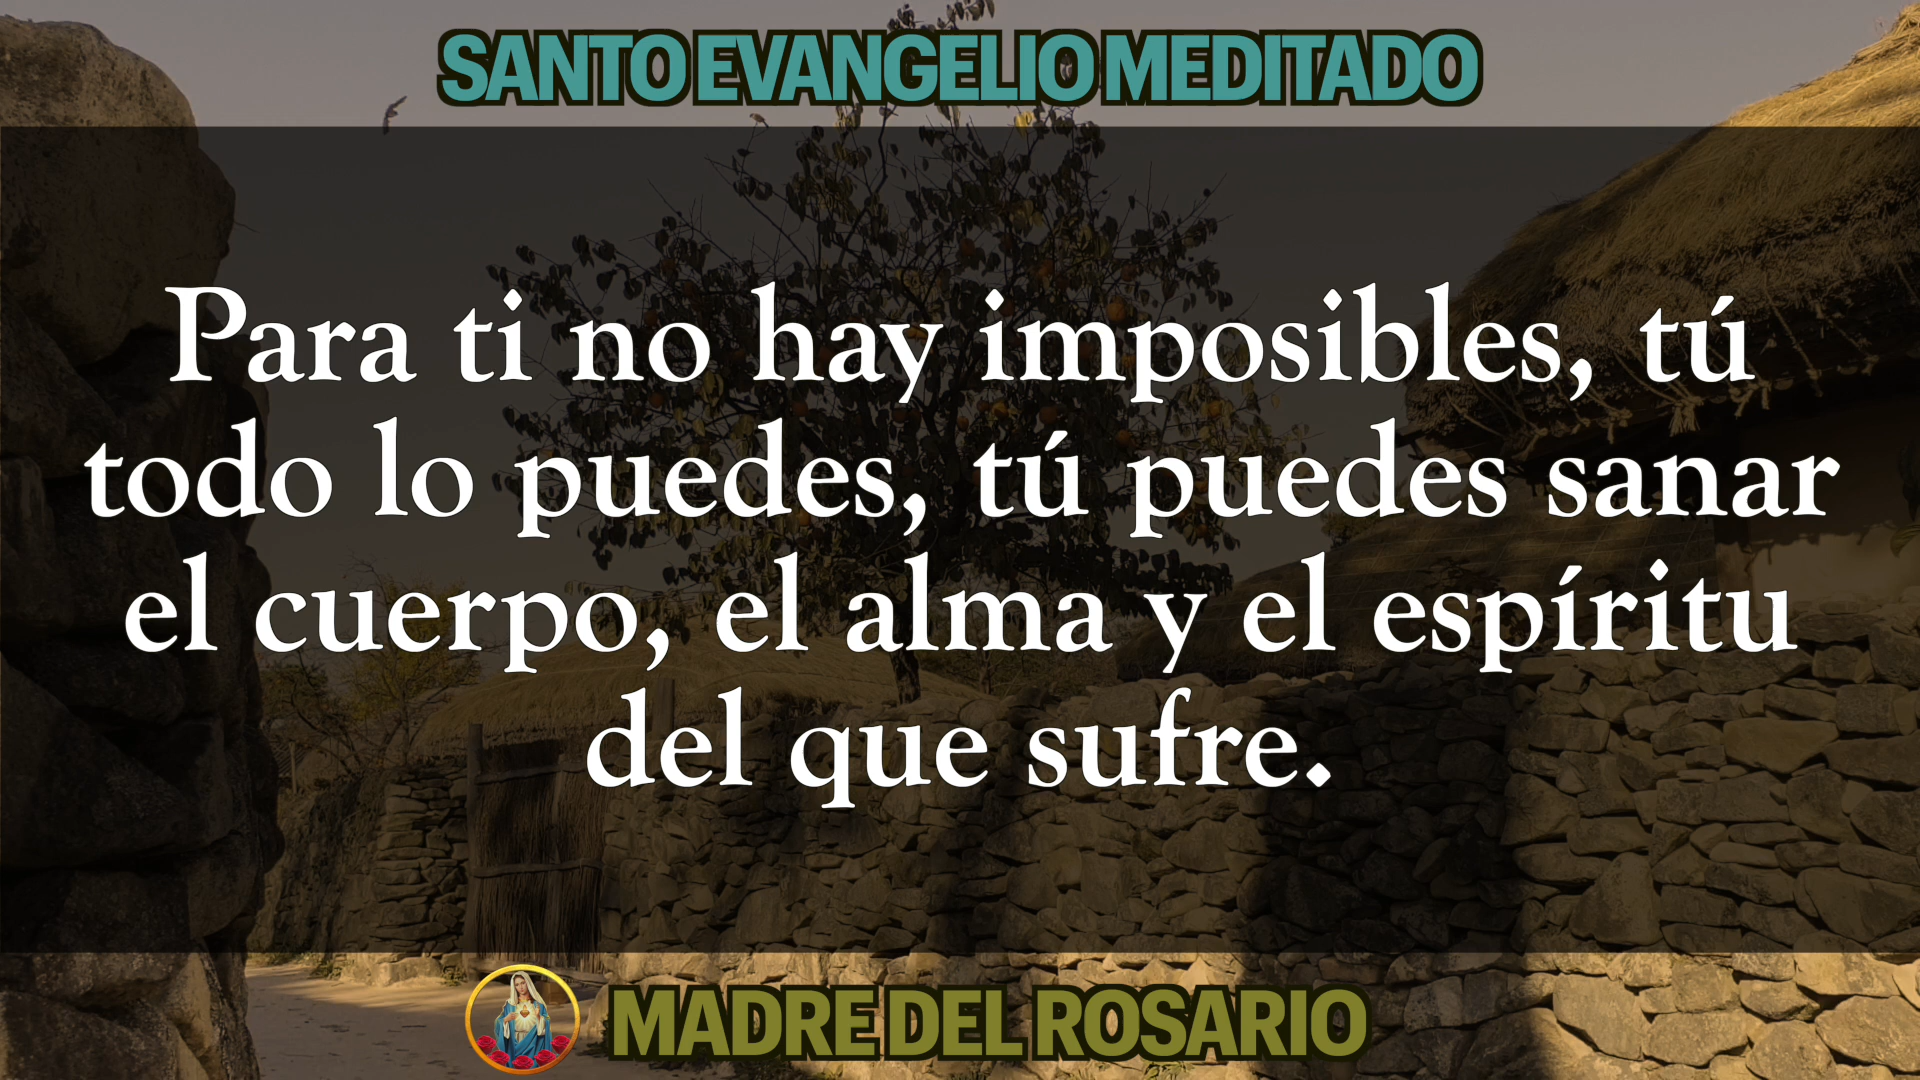 SANTO EVANGELIO MEDITADO
Para ti no hay imposibles, tú
todo lo puedes, tú puedes sanar
el cuerpo, el alma y el espíritu
del que sufre.
MADRE DEL ROSARIO